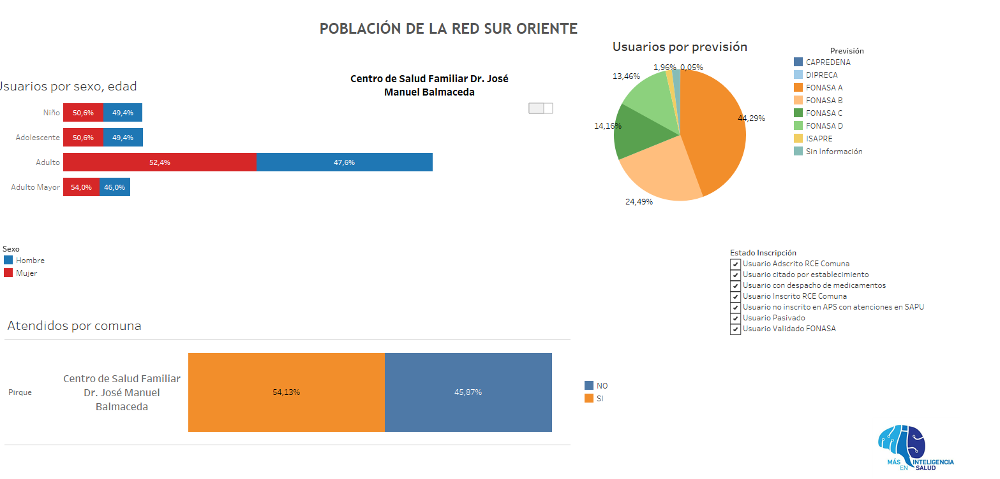 POBLACIÓN DE LA RED SUR ORIENTE
Usuarios por sexo, edad
Niño 50,6% 49,4%
Adolescente 50,6% 49,4%
Adulto 52,4% 47,6%
Adulto Mayor 54,0% 46,0%
Centro de Salud Familiar Dr. José
Manuel Balmaceda
Usuarios por previsión
1,96% 0,05%
13,46%
44,29%
14,16%
24,49%
Previsión
CAPREDENA
DIPRECA
FONASA A
FONASA B
FONASA C
FONASA D
ISAPRE
Sin Información
Sexo
Hombre
Mujer
Estado Inscripción
Usuario Adscrito RCE Comuna
Usuario citado por establecimiento
Usuario con despacho de medicamentos
Usuario Inscrito RCE Comuna
Usuario no inscrito en APS con atenciones en SAPU
Usuario Pasivado
Usuario Validado FONASA
Atendidos por comuna
Pirque
Centro de Salud Familiar
Dr. José Manuel
Balmaceda
54,13% 45,87%
NO
SI
MÁS INTELIGENCIA
EN SALUD